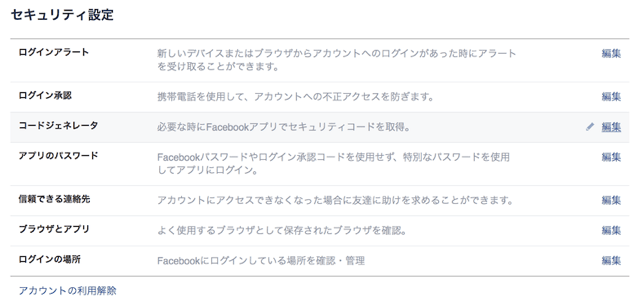 セキュリティ設定
ログインアラート 新しいデバイスまたはブラウザからアカウントへのログインがあった時にアラート 編集
を受け取ることができます。
ログイン承認 携帯電話を使用して、アカウントへの不正アクセスを防ぎます。 編集
コードジェネレータ 必要な時にFacebookアプリでセキュリティコードを取得。 編集
アプリのパスワード Facebookパスワードやログイン承認コードを使用せず、特別なパスワードを使用 編集
してアプリにログイン。
信頼できる連絡先 アカウントにアクセスできなくなった場合に友達に助けを求めることができます。 編集
ブラウザとアプリ よく使用するブラウザとして保存されたブラウザを確認。 編集
ログインの場所 Facebookにログインしている場所を確認・管理 編集
アカウントの利用解除